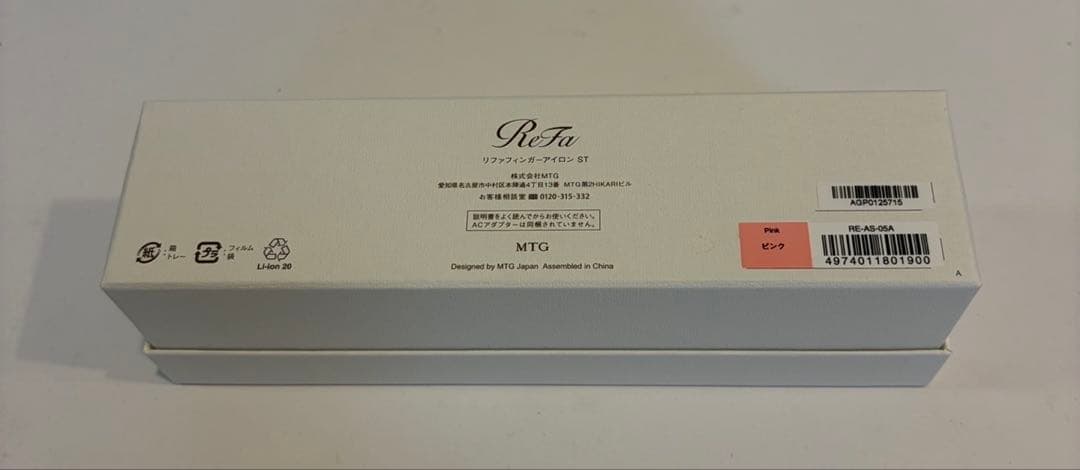 ReFa
リファフィンガーアイロン ST
株式会社MTG
愛知県名古屋市中村区本陣通4丁目13番 MTG第2HIKARIビル
お客様相談室 0120-315-332
説明書をよく読んでからお使いください。
ACアダプターは同梱されていません。
MTG
Designed by MTG Japan Assembled in China
紙
箱
トレー
プラ
フィルム
袋
Li-ion 20
AGP0125715
Pink
ピンク
RE-AS-05A
4974011801900
A